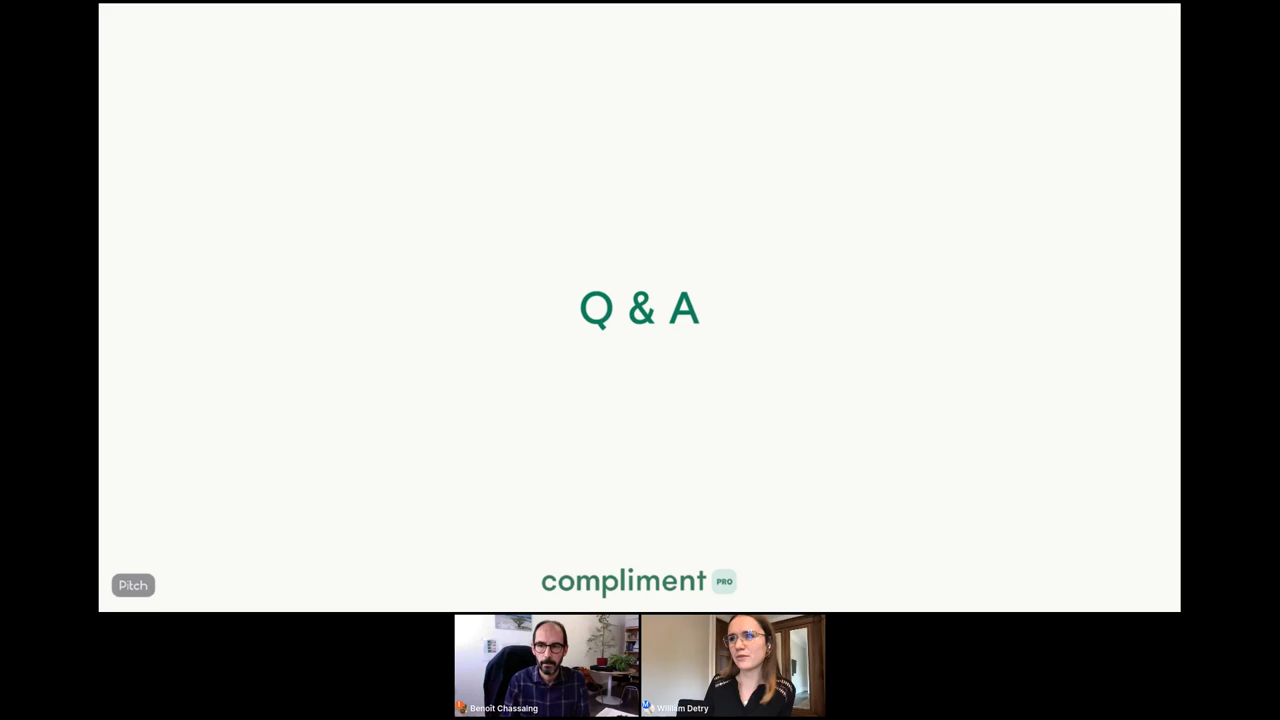 Q & A
Pitch
compliment PRO
Benoît Chassaing
William Detry